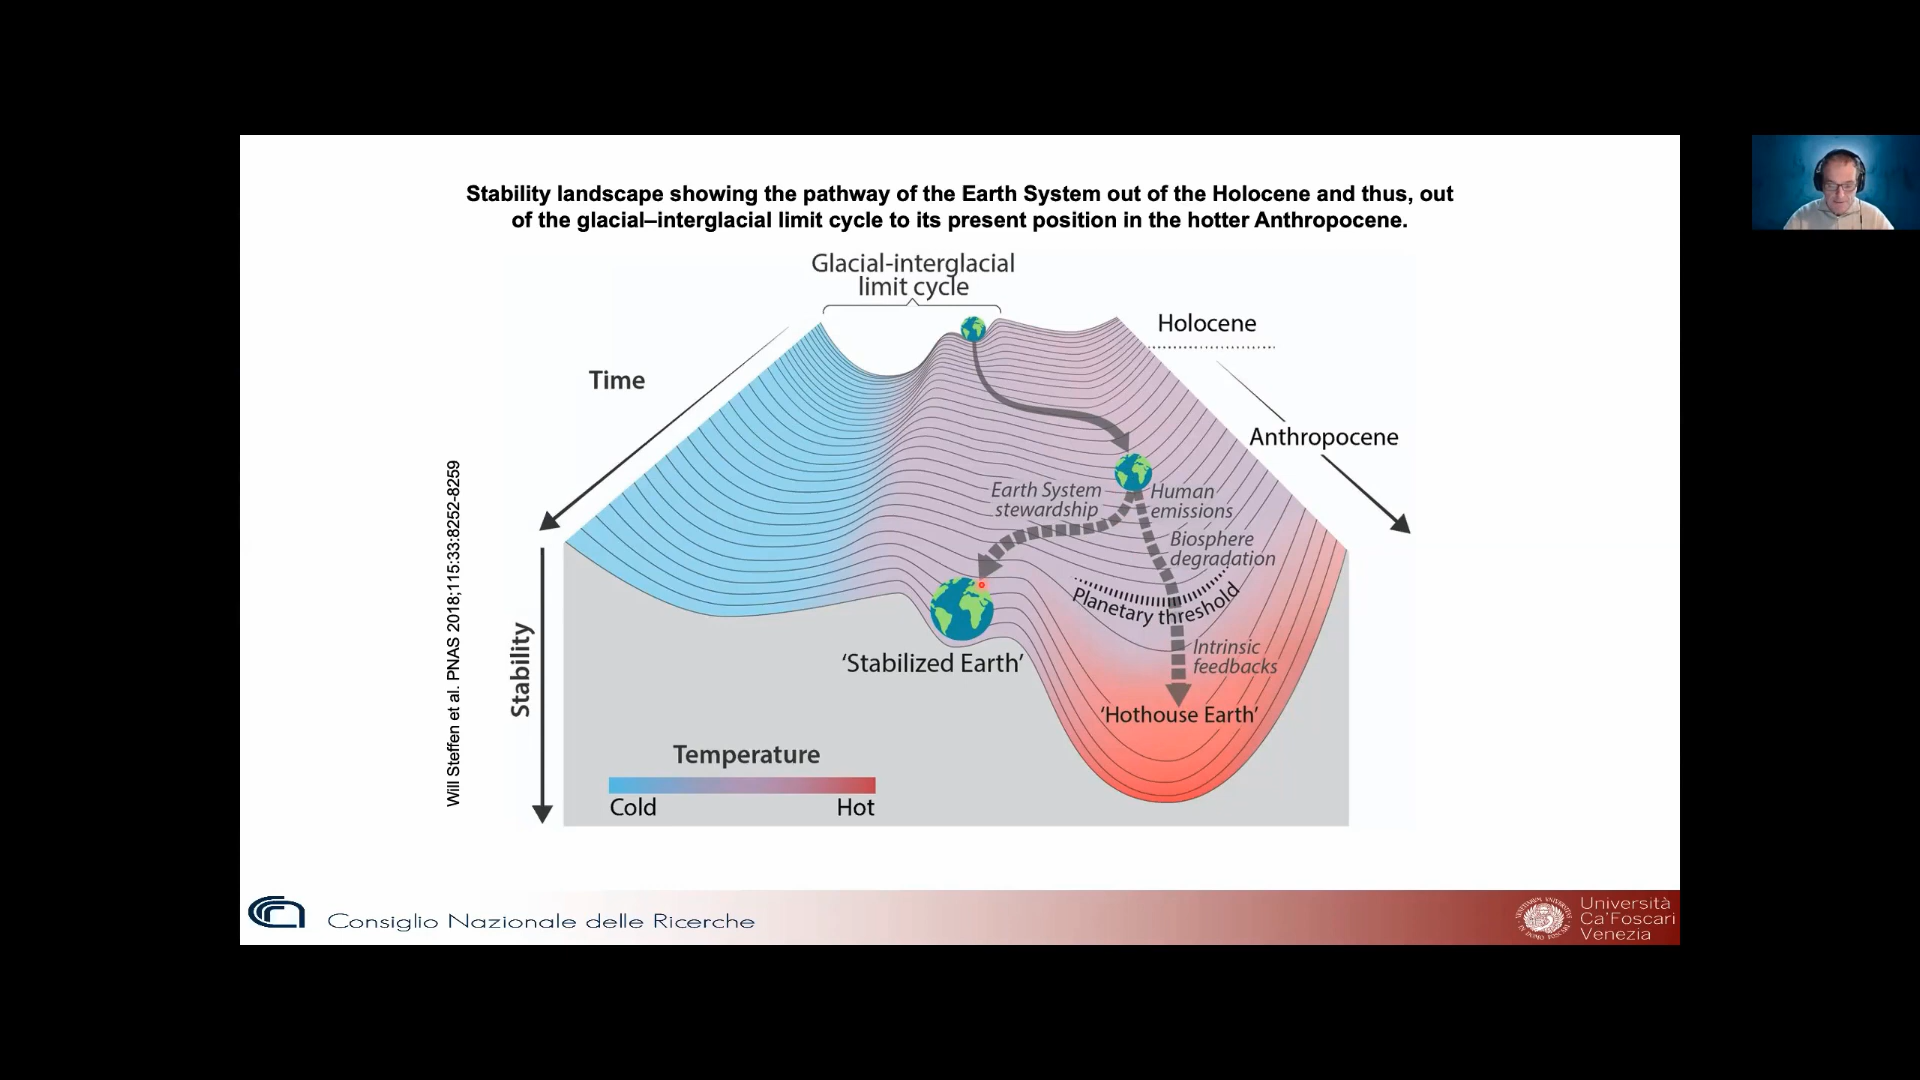 Stability landscape showing the pathway of the Earth System out of the Holocene and thus, out
of the glacial–interglacial limit cycle to its present position in the hotter Anthropocene.
Glacial-interglacial
limit cycle
Holocene
Time
Anthropocene
Earth System
stewardship
Human
emissions
Biosphere
degradation
Planetary threshold
Intrinsic
feedbacks
'Stabilized Earth'
'Hothouse Earth'
Stability
Temperature
Cold
Hot
Will Steffen et al. PNAS 2018;115:33:8252-8259
Consiglio Nazionale delle Ricerche
Università
Ca'Foscari
Venezia